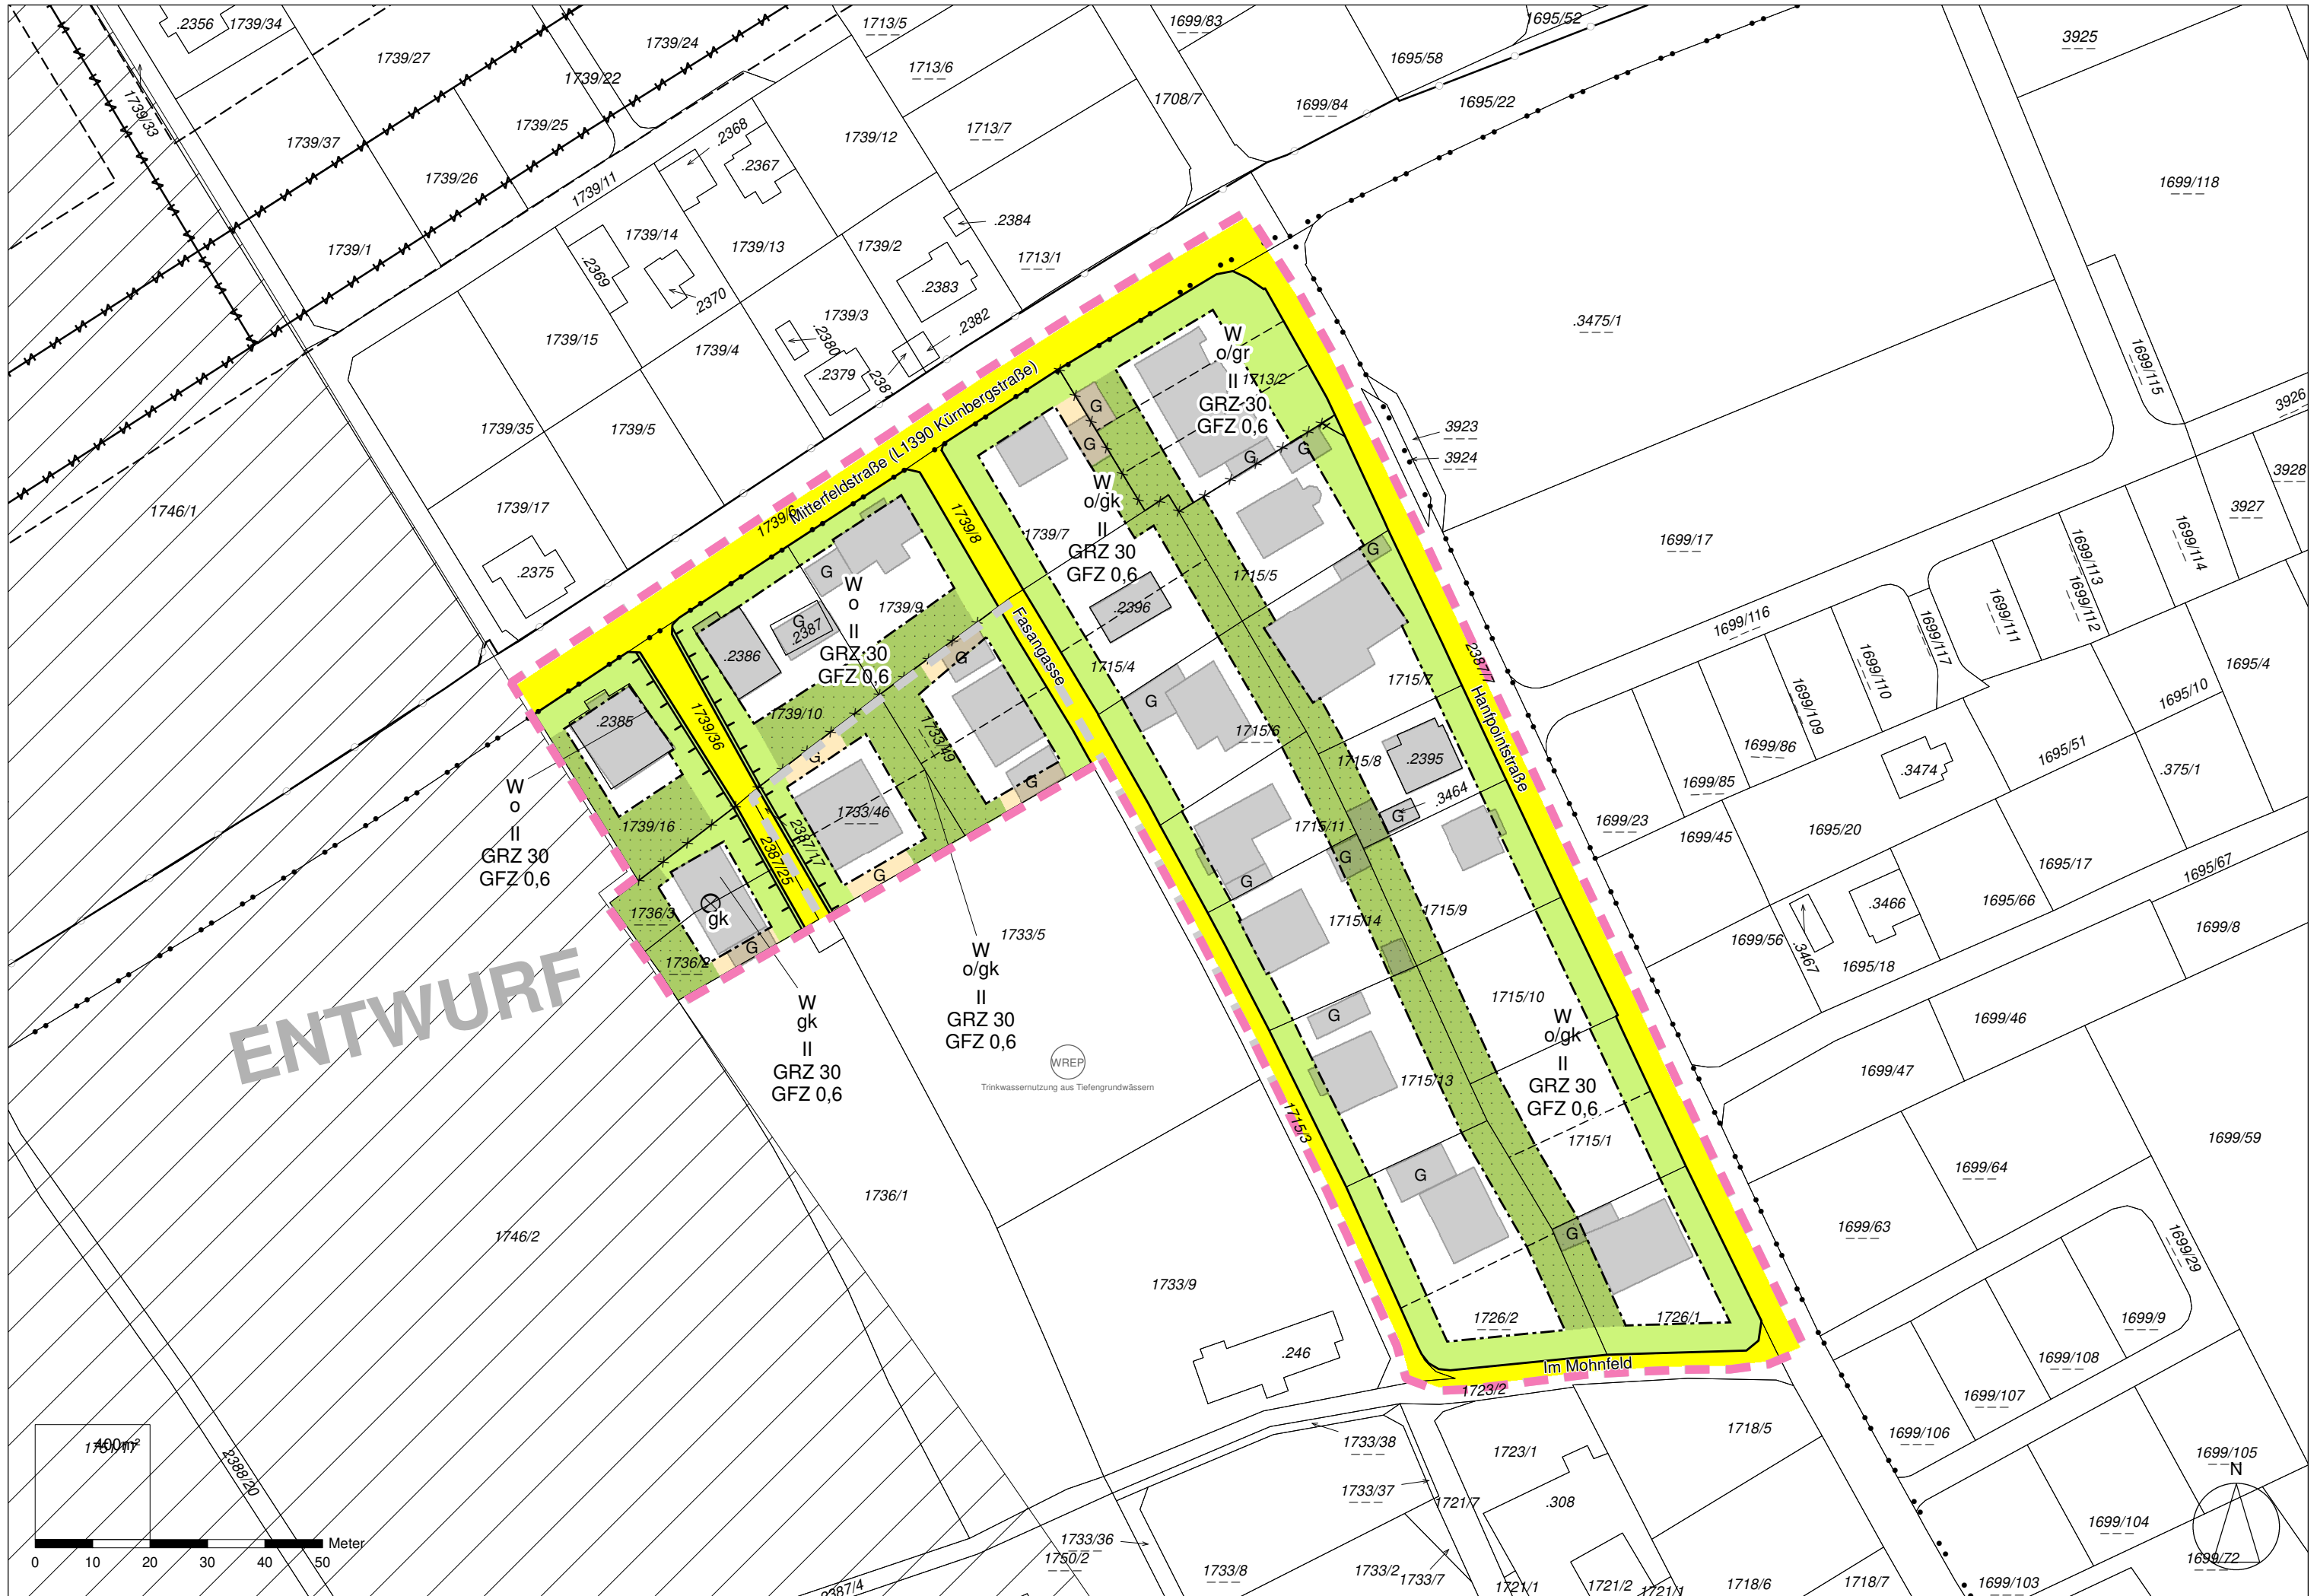 .2356
1739/34
1739/27
1739/24
1713/5
1699/83
1695/52
3925
1739/22
1713/6
1695/58
1739/33
1739/37
1739/25
.2368
1739/12
1713/7
1708/7
1699/84
1695/22
1739/26
1739/11
.2367
1699/118
1739/1
1739/14
1739/13
1739/2
.2384
1713/1
.2369
.2370
.2383
1739/15
1739/4
1739/3
.2380
.2382
.2379
.3475/1
1699/115
3926
1739/35
1739/5
Mitterfeldstraße (L1390 Kürnbergstraße)
W
o/gr
II
1713/2
GRZ 30
GFZ 0,6
G
G
G
G
3923
3924
3928
3927
1746/1
1739/17
1739/6
1739/8
1739/7
W
o/gk
II
GRZ 30
GFZ 0,6
1699/17
1699/113
1699/114
1699/112
1699/111
.2375
G
W
o
II
GRZ 30
GFZ 0,6
1739/9
G
.2387
.2386
.2396
1715/5
G
1699/116
1699/117
1699/110
1699/109
1695/4
1695/10
Fasangasse
1715/4
G
1715/7
2387/7
Hanfpointstraße
.2385
1739/36
1739/10
1733/49
G
G
1715/6
1715/8
.2395
.3464
1699/86
1699/85
.3474
1695/51
.375/1
W
o
II
GRZ 30
GFZ 0,6
1739/16
G
1733/46
2387/17
2387/25
G
1715/11
G
G
G
1699/23
1699/45
1695/20
1695/17
1695/67
1736/3
gk
G
1736/2
1733/5
1715/14
1715/9
1699/56
.3467
.3466
1695/66
1695/18
1699/8
ENTWURF
W
gk
II
GRZ 30
GFZ 0,6
W
o/gk
II
GRZ 30
GFZ 0,6
WREP
Trinkwassernutzung aus Tiefengrundwässern
G
1715/10
W
o/gk
II
GRZ 30
GFZ 0,6
1699/46
1699/47
1715/13
1715/3
1715/1
1699/59
1699/64
1736/1
G
G
1746/2
1699/63
1699/29
1733/9
1726/2
1726/1
1699/9
.246
Im Mohnfeld
1723/2
1699/108
1699/107
1699/106
1699/105
N
400m²
2388/20
1733/38
1723/1
1718/5
1733/37
1721/7
.308
1699/104
Meter
0 10 20 30 40 50
1733/36
1750/2
1733/8
1733/2
1733/7
1721/1
1721/2
1721/1
1718/6
1718/7
1699/103
1699/72
2387/4